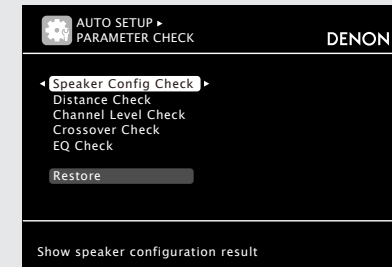 AUTO SETUP ▸
PARAMETER CHECK
DENON
◂ Speaker Config Check ▸
Distance Check
Channel Level Check
Crossover Check
EQ Check
Restore
Show speaker configuration result